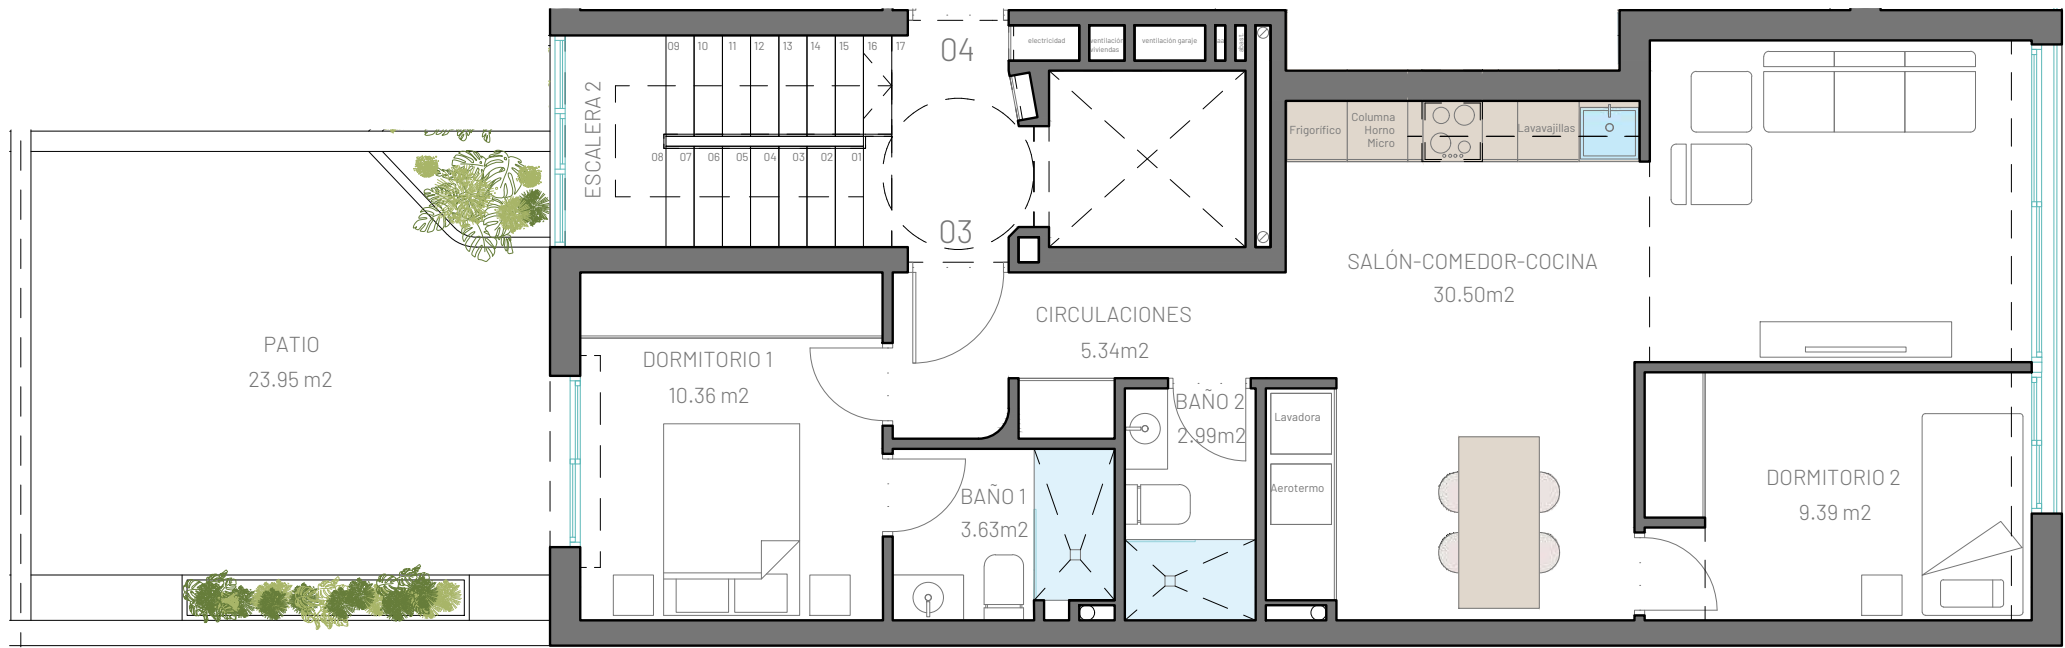 09 10 11 12 13 14 15 16 17
04
electricidad
ventilación
viviendas
ventilación garaje
ESCALERA 2
08 07 06 05 04 03 02 01
03
Frigorífico
Columna
Horno
Micro
Lavavajillas
SALÓN-COMEDOR-COCINA
30.50m2
CIRCULACIONES
5.34m2
PATIO
23.95 m2
DORMITORIO 1
10.36 m2
BAÑO 2
2.99m2
Lavadora
Aerotermo
BAÑO 1
3.63m2
DORMITORIO 2
9.39 m2